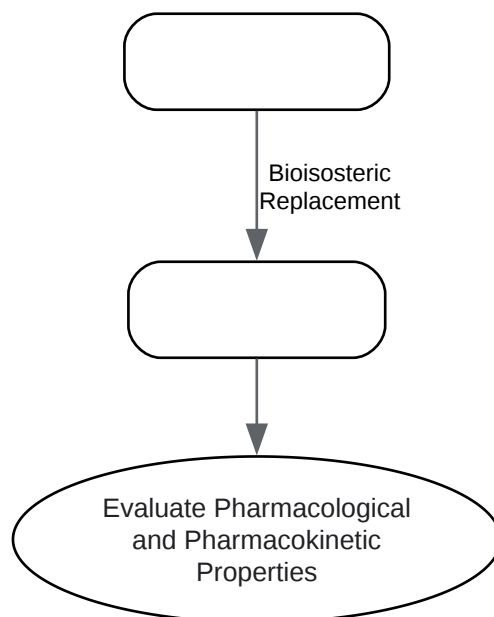 Bioisosteric
Replacement
Evaluate Pharmacological
and Pharmacokinetic
Properties